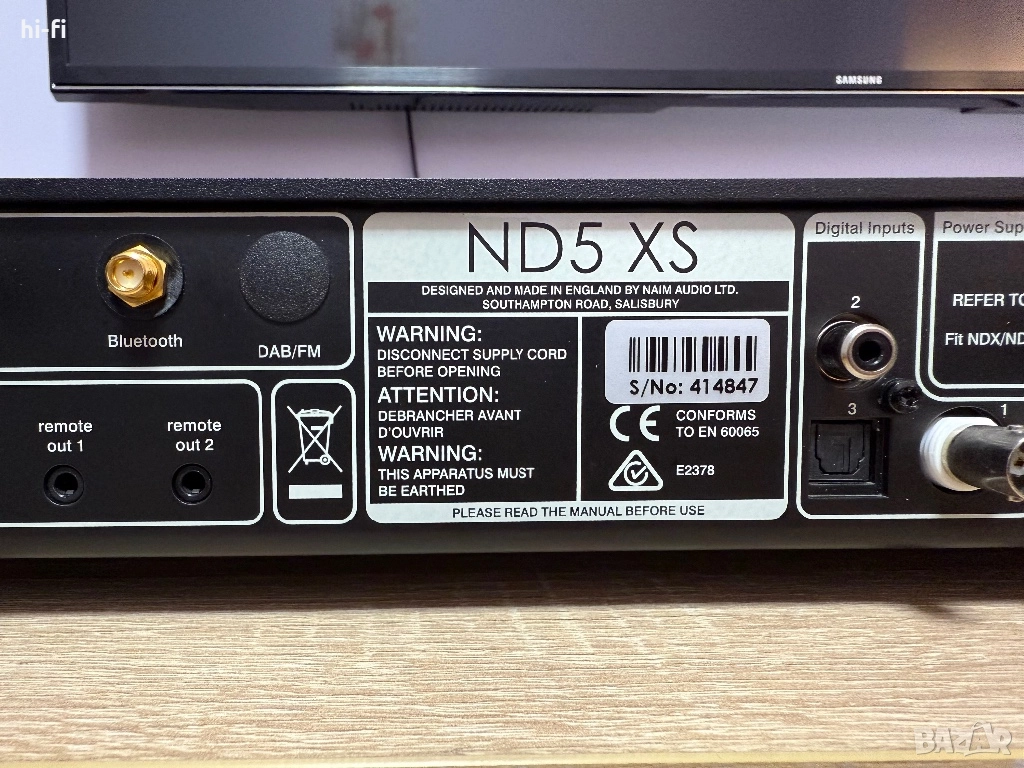 hi-fi
SAMSUNG
ND5 XS
DESIGNED AND MADE IN ENGLAND BY NAIM AUDIO LTD.
SOUTHAMPTON ROAD, SALISBURY
Bluetooth
DAB/FM
remote
out 1
remote
out 2
WARNING:
DISCONNECT SUPPLY CORD
BEFORE OPENING
ATTENTION:
DEBRANCHER AVANT
D'OUVRIR
WARNING:
THIS APPARATUS MUST
BE EARTHED
S/No: 414847
CE
CONFORMS
TO EN 60065
E2378
PLEASE READ THE MANUAL BEFORE USE
Digital Inputs
2
3
1
Power Sup
REFER TO
Fit NDX/ND
BAZAR